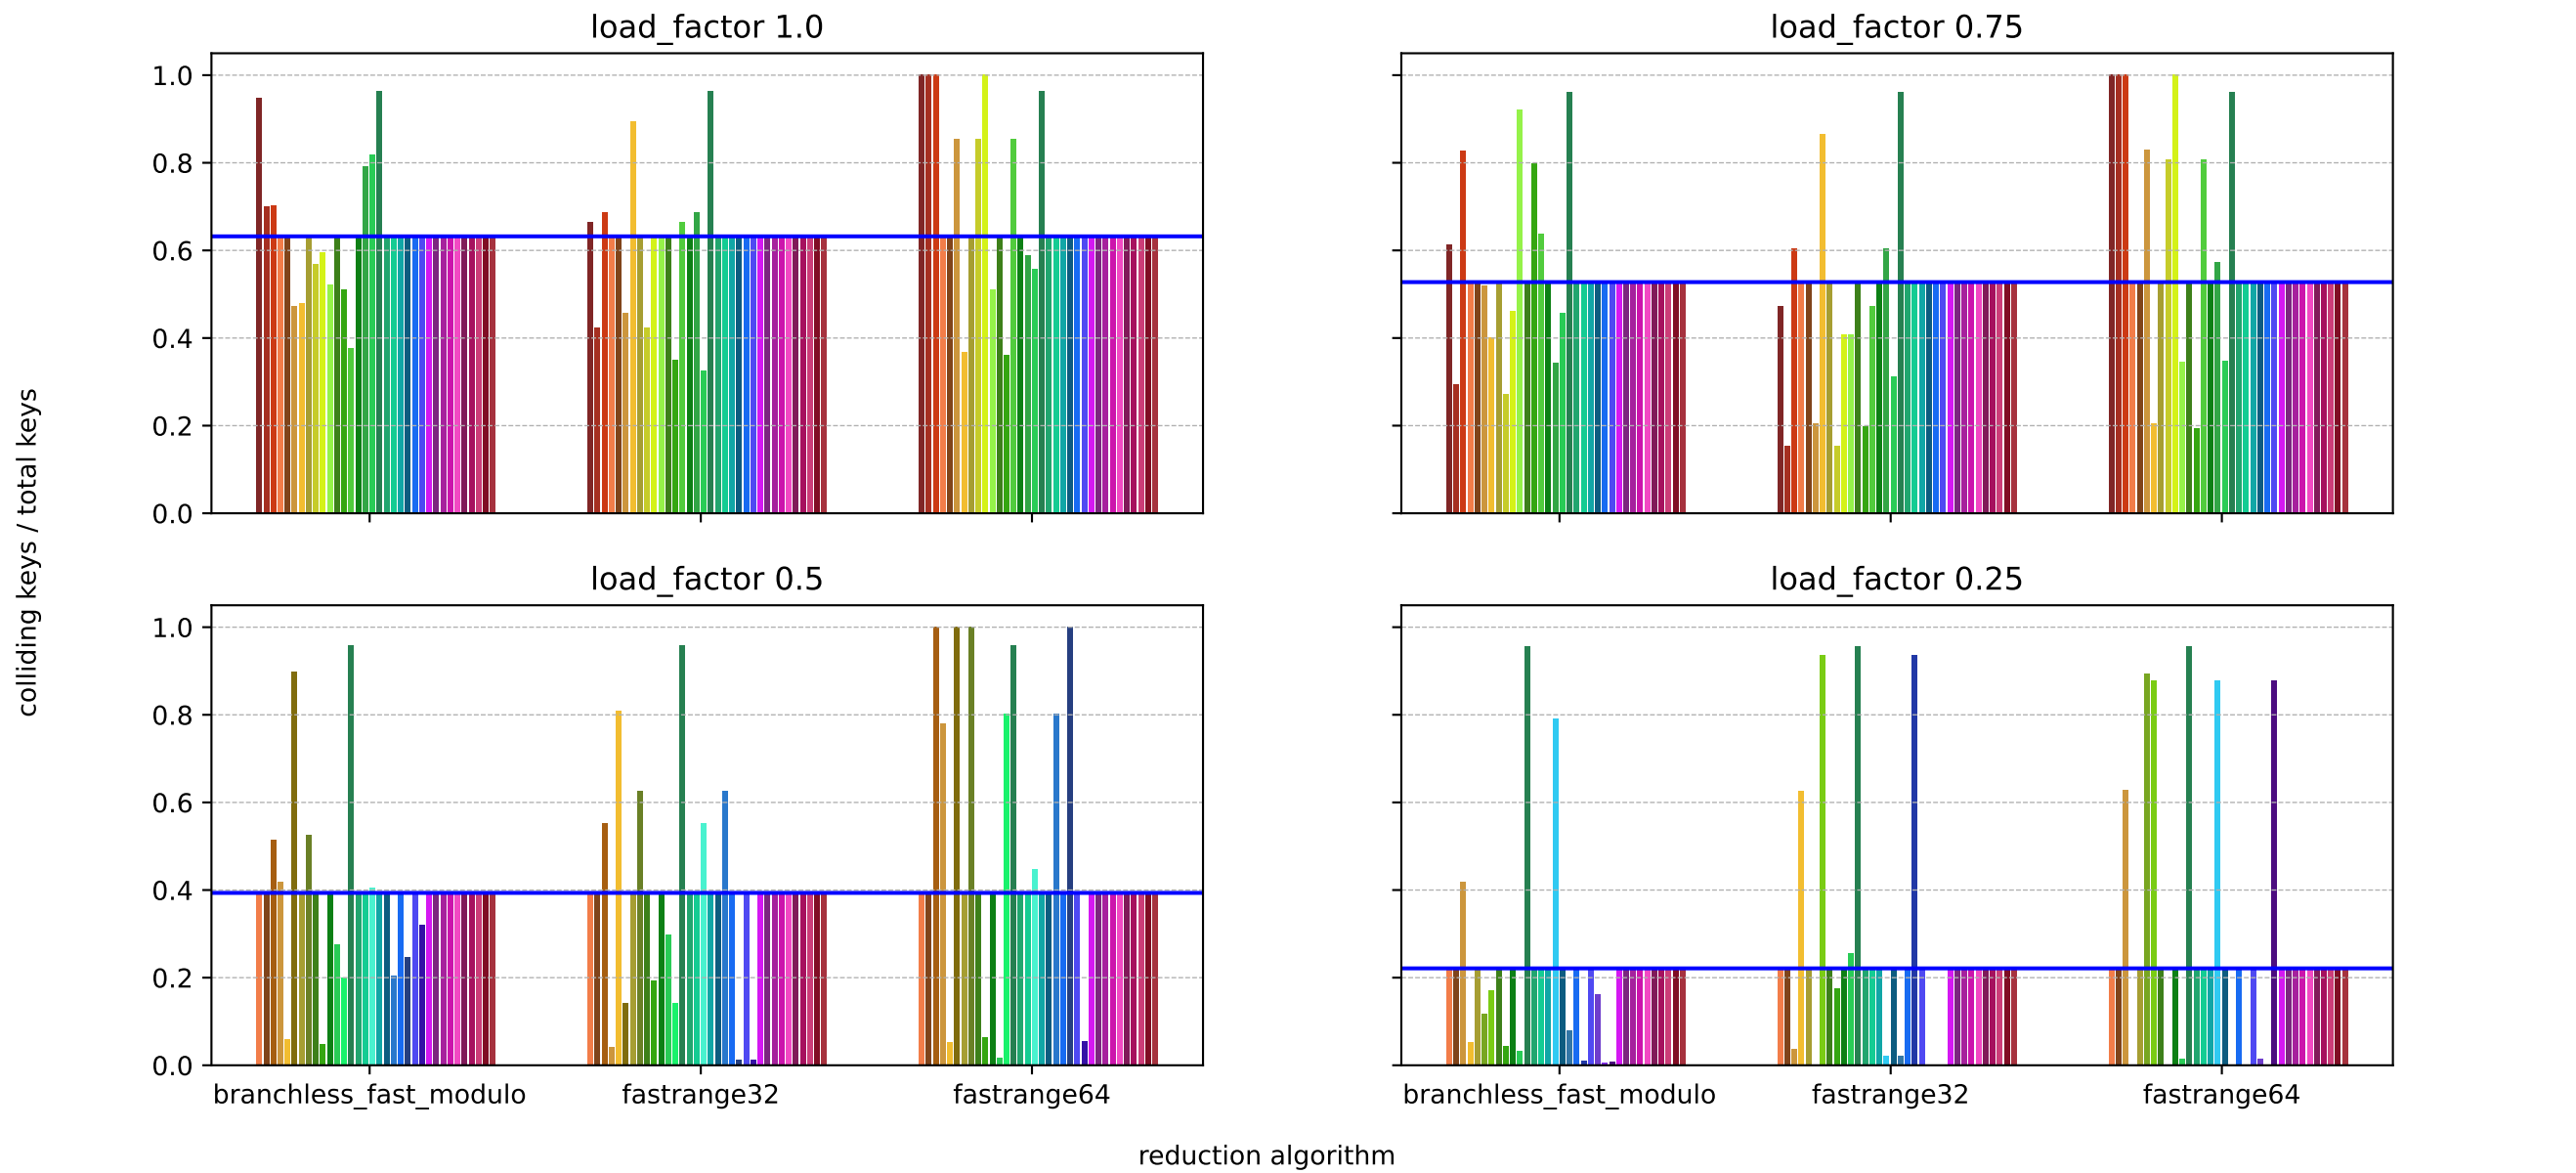 load_factor 1.0
load_factor 0.75
1.0
0.8
0.6
0.4
0.2
0.0
colliding keys / total keys
load_factor 0.5
load_factor 0.25
1.0
0.8
0.6
0.4
0.2
0.0
branchless_fast_modulo
fastrange32
fastrange64
branchless_fast_modulo
fastrange32
fastrange64
reduction algorithm